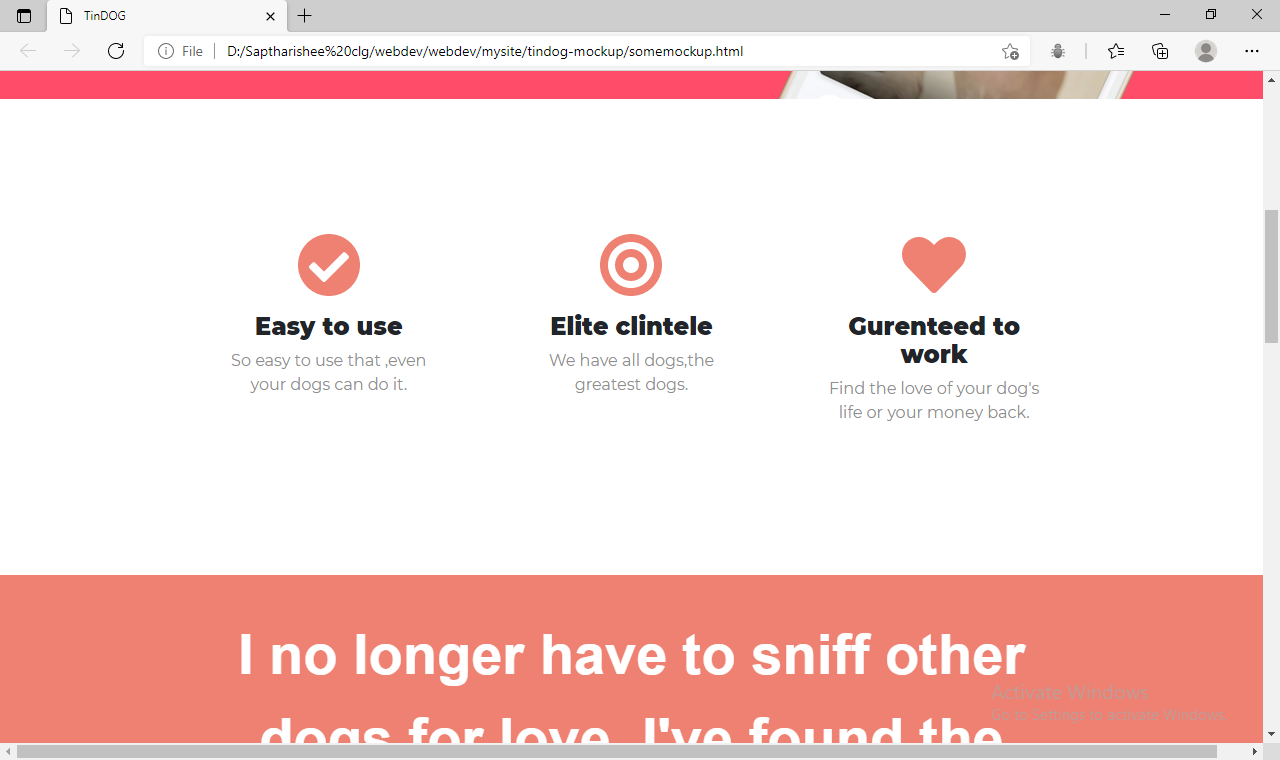 TinDOG
File
D:/Saptharishee%20clg/webdev/webdev/mysite/tindog-mockup/somemockup.html
Easy to use
So easy to use that ,even
your dogs can do it.
Elite clintele
We have all dogs,the
greatest dogs.
Gurenteed to
work
Find the love of your dog's
life or your money back.
I no longer have to sniff other
dogs for love. I've found the
Activate Windows
Go to Settings to activate Windows.